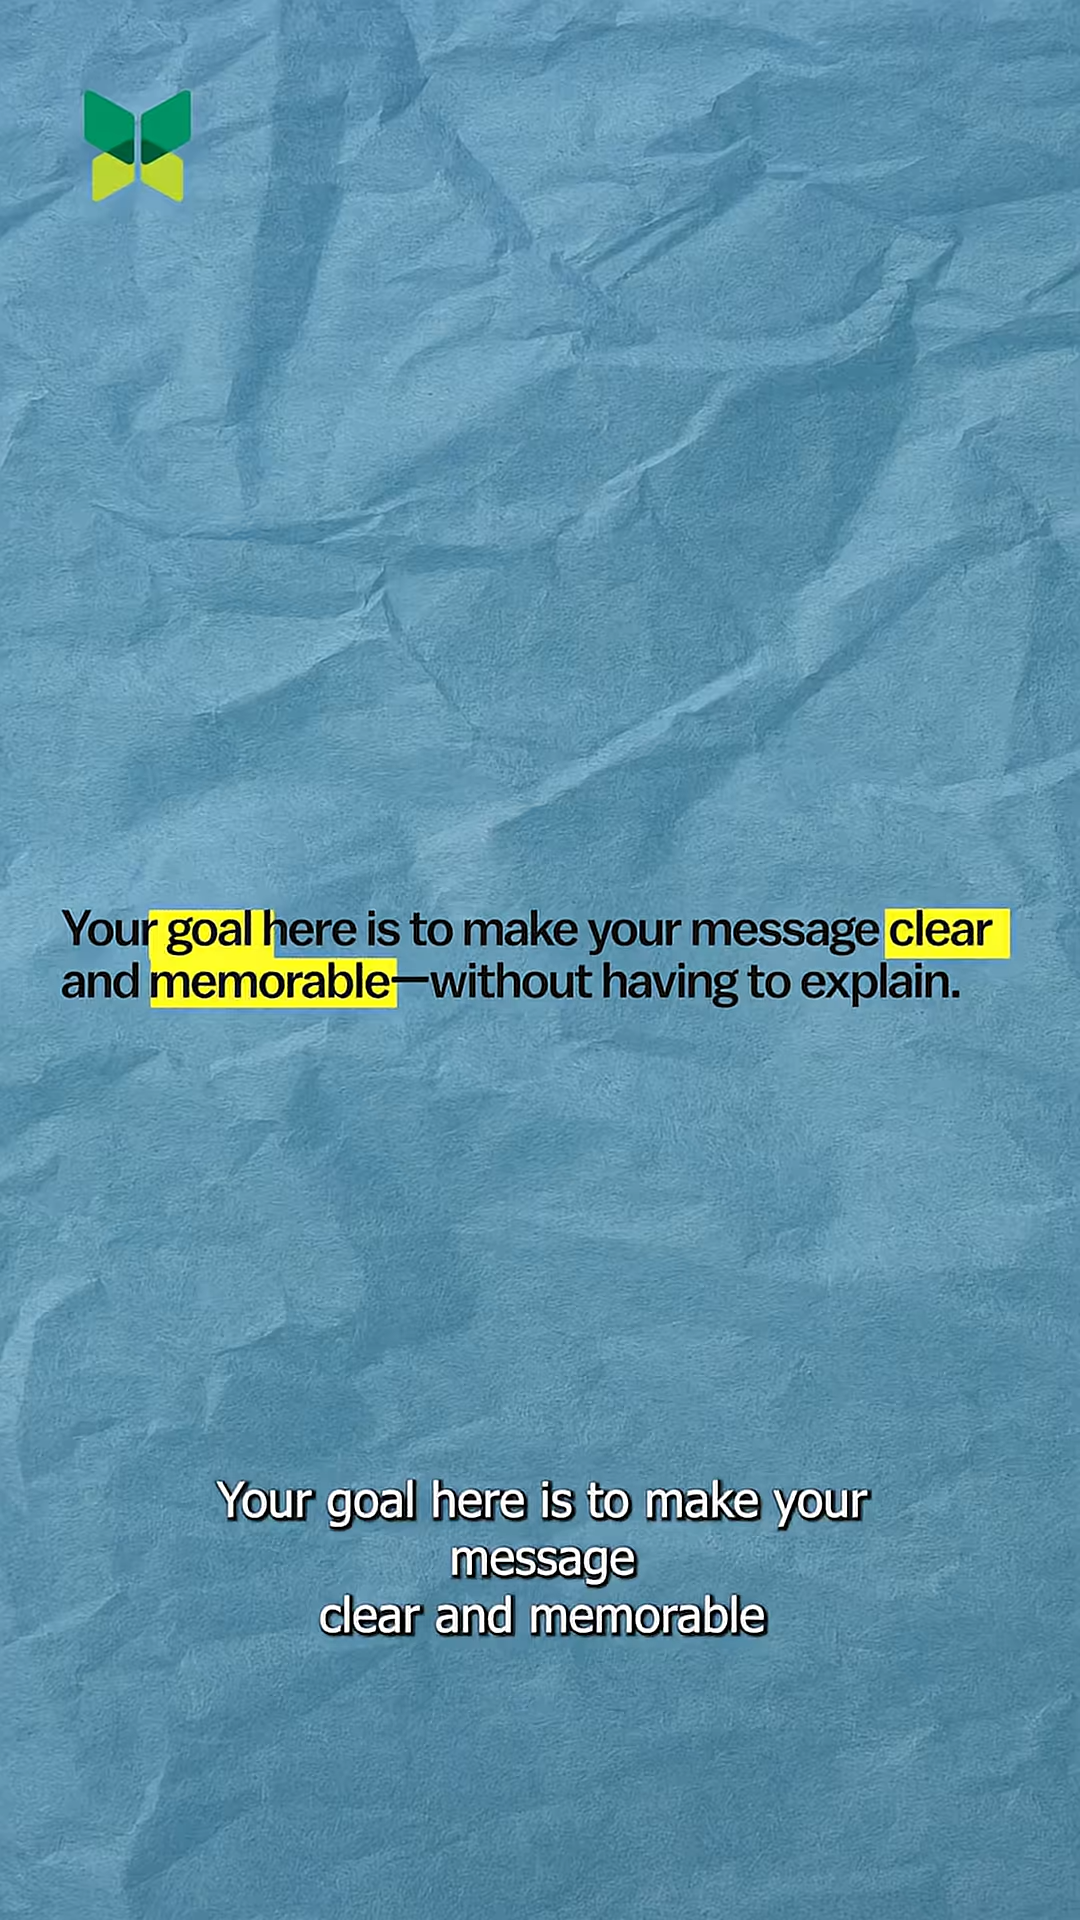 Your goal here is to make your message clear
and memorable—without having to explain.
Your goal here is to make your
message
clear and memorable